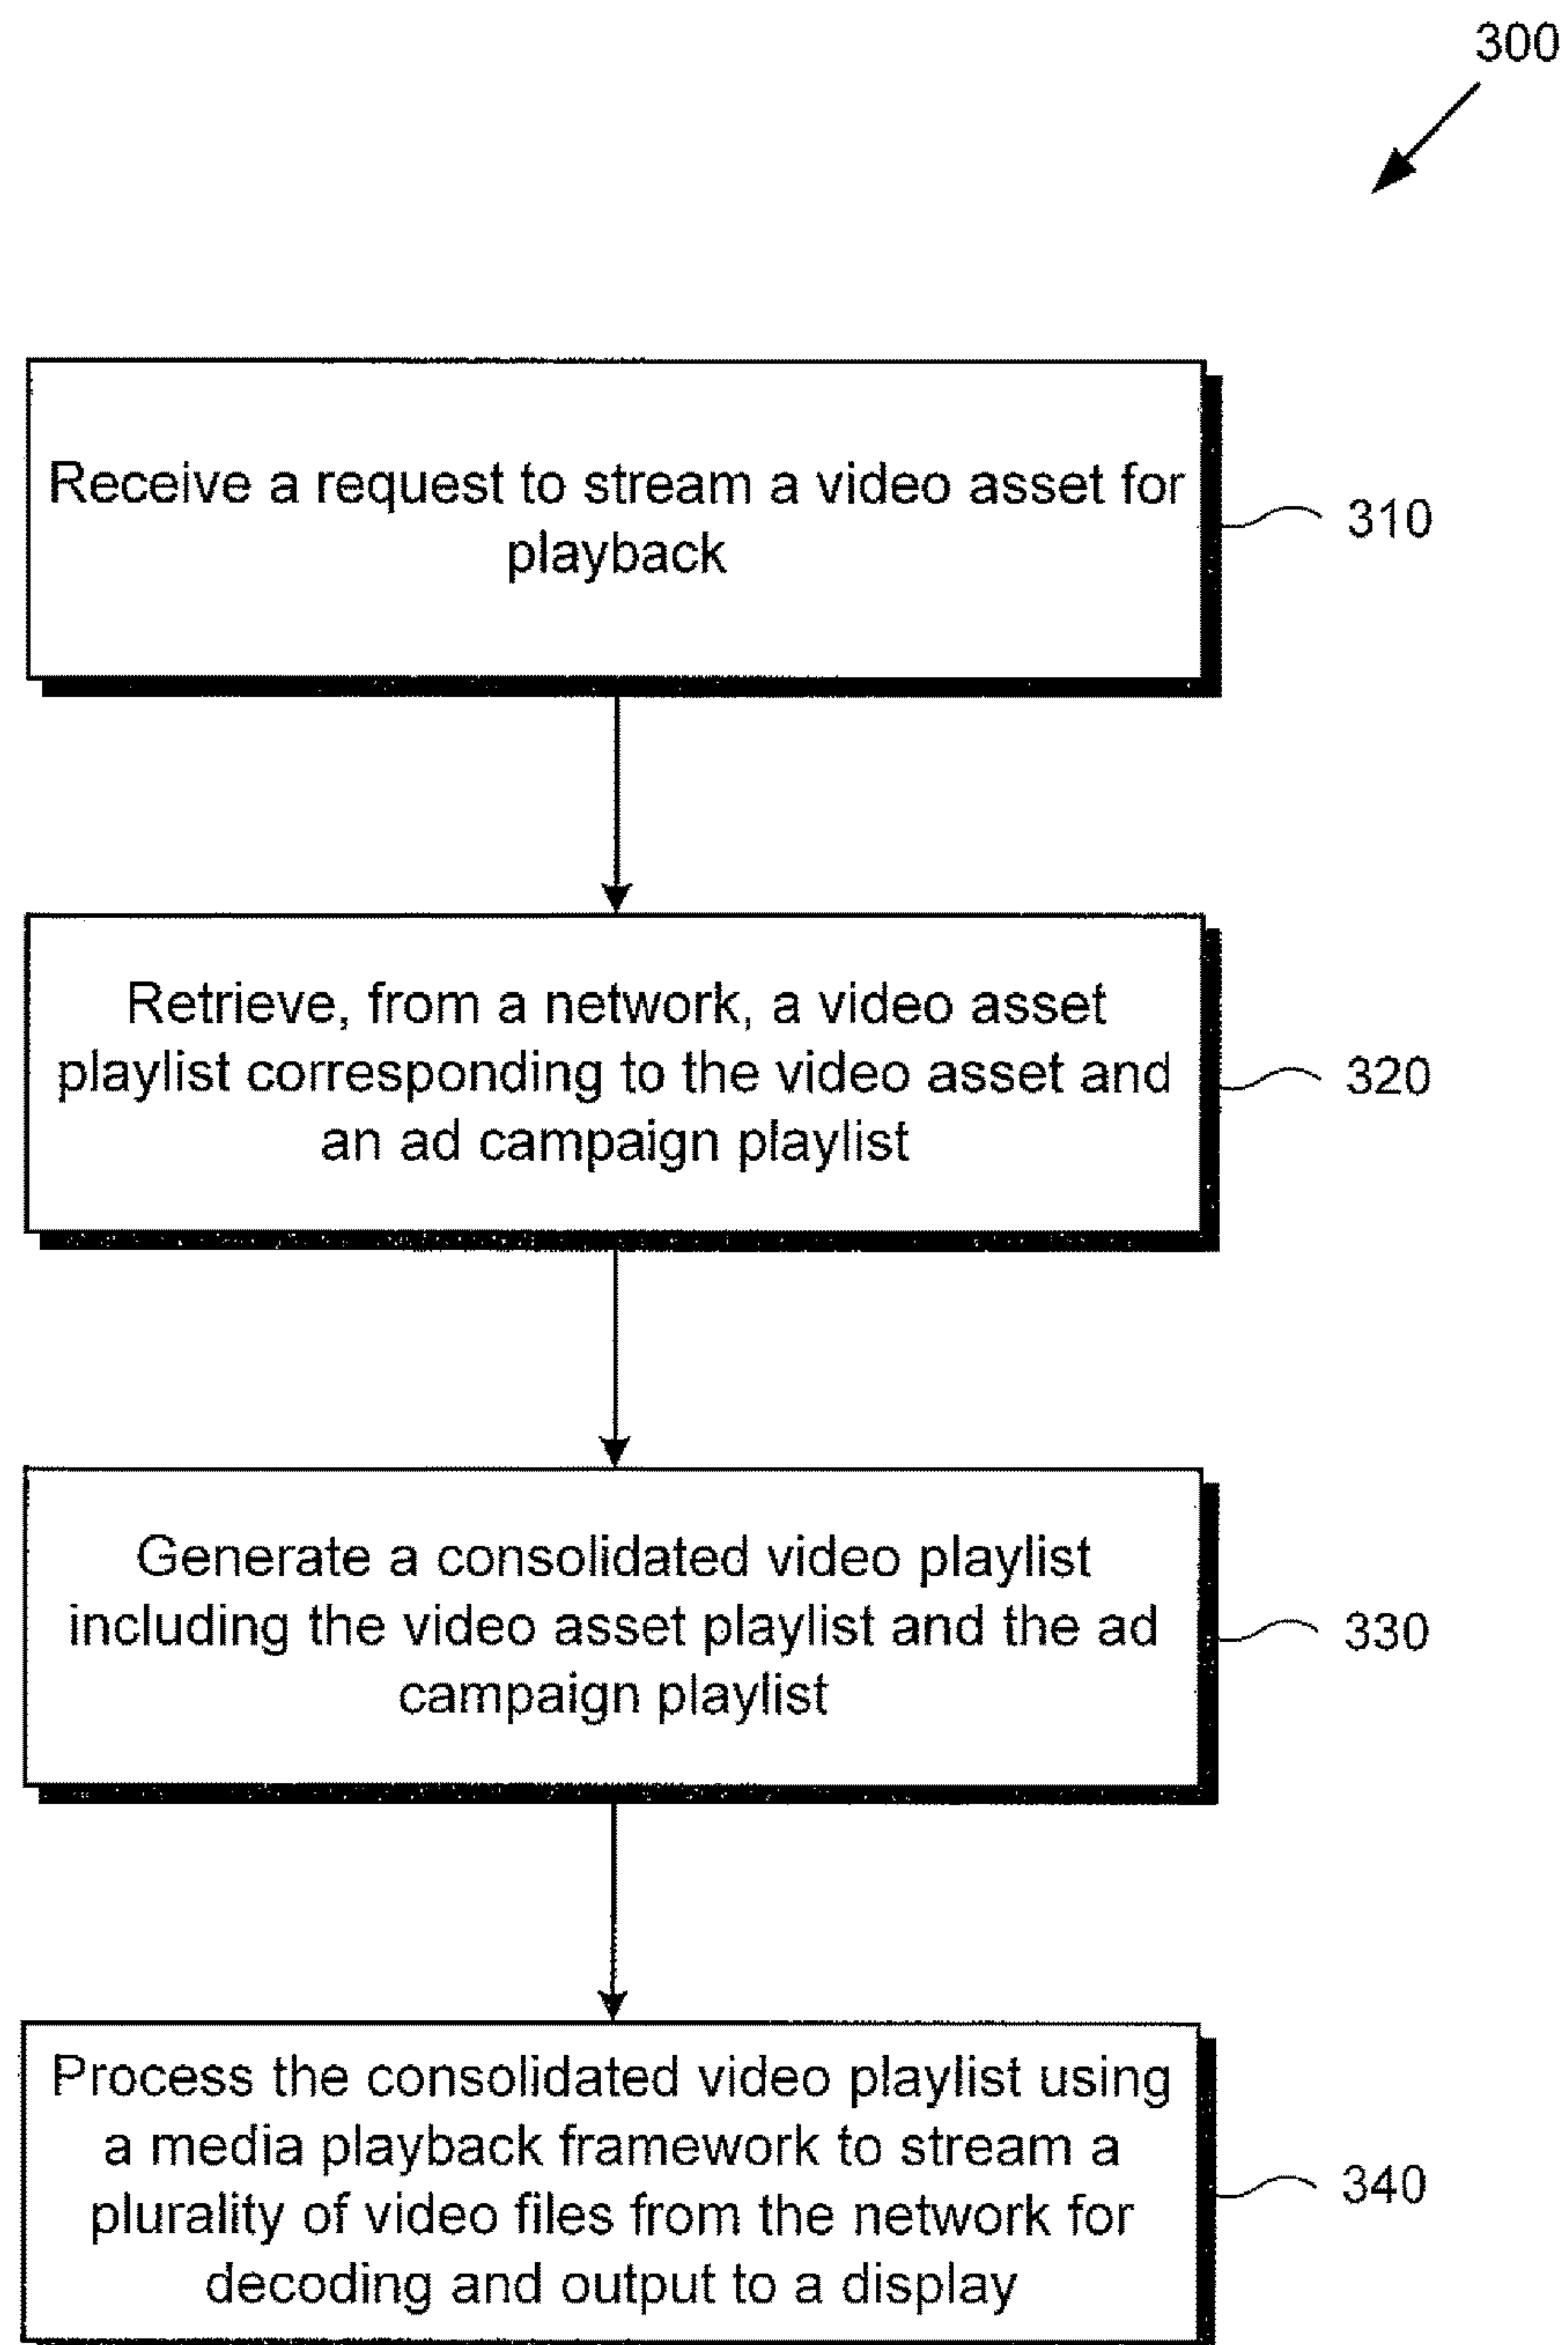 300
Receive a request to stream a video asset for
playback
310
Retrieve, from a network, a video asset
playlist corresponding to the video asset and
an ad campaign playlist
320
Generate a consolidated video playlist
including the video asset playlist and the ad
campaign playlist
330
Process the consolidated video playlist using
a media playback framework to stream a
plurality of video files from the network for
decoding and output to a display
340